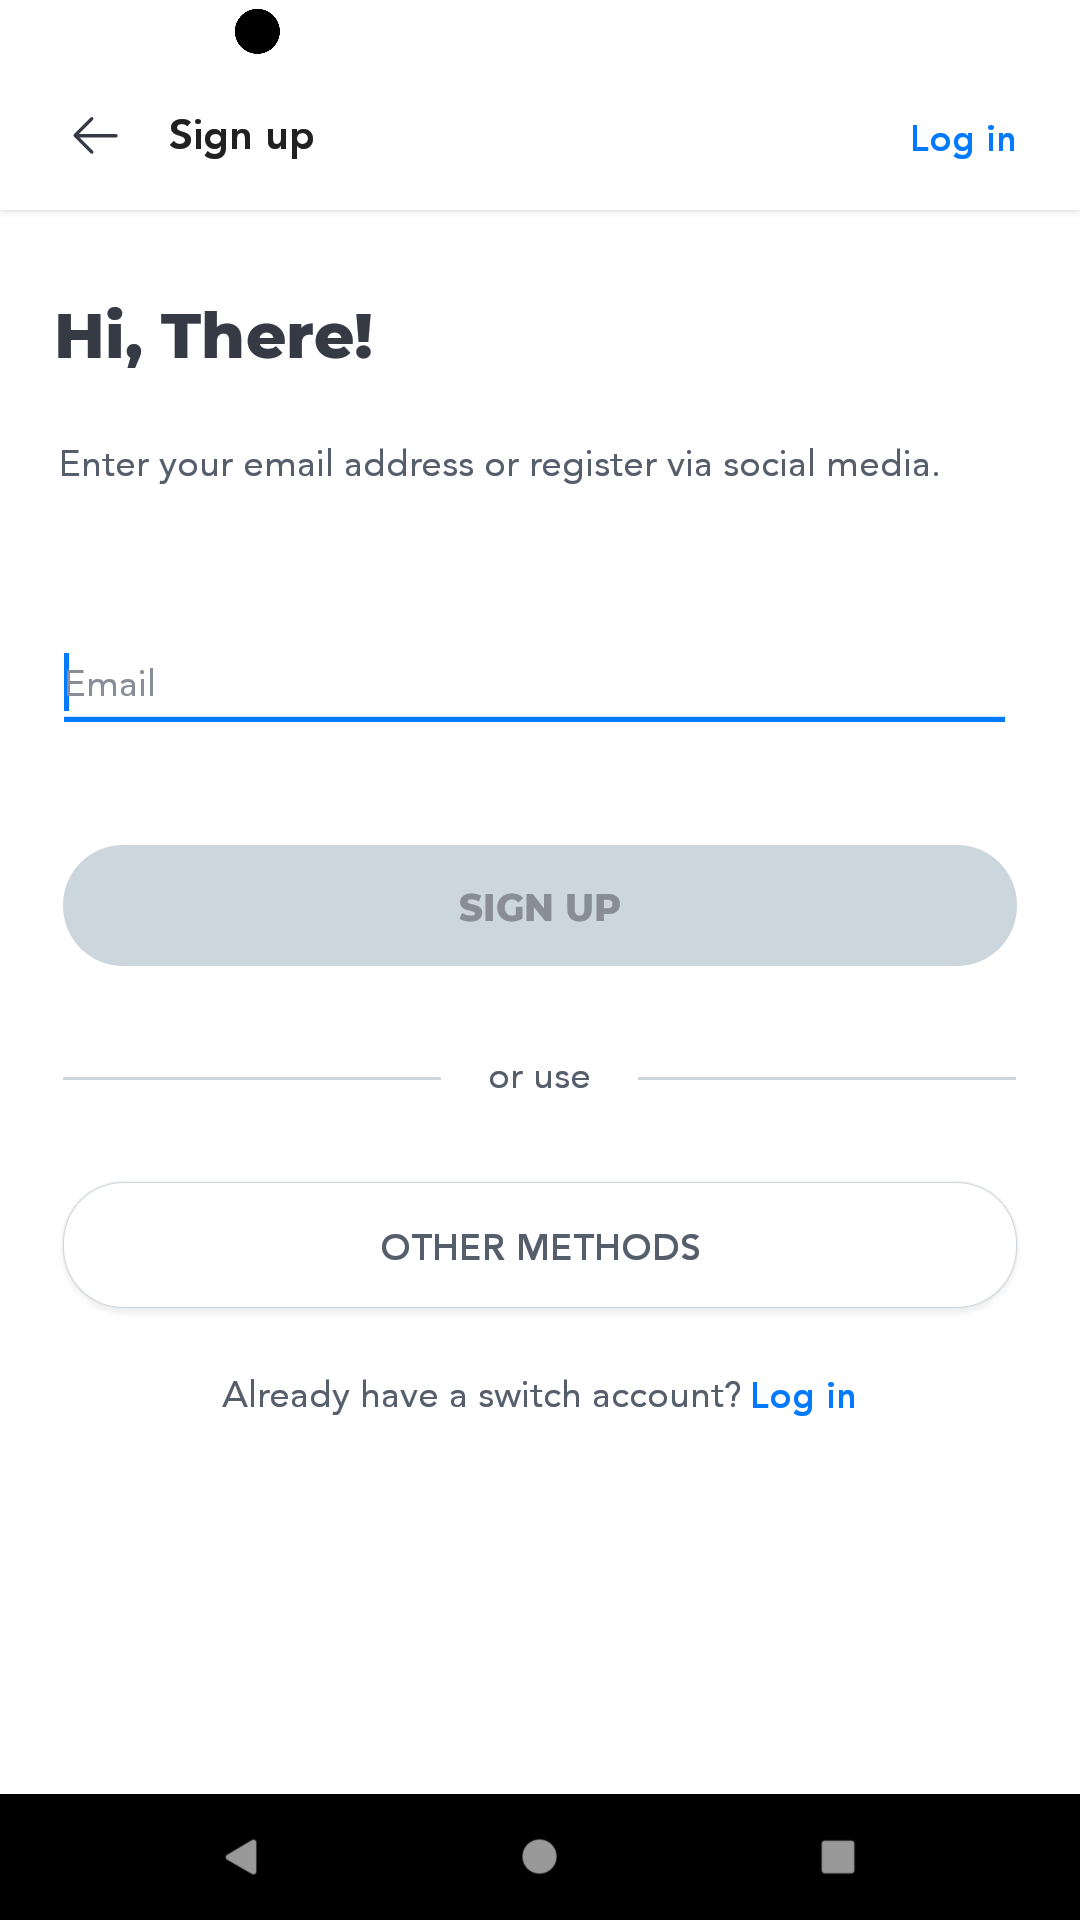 Sign up
Log in
Hi, There!
Enter your email address or register via social media.
Email
SIGN UP
or use
OTHER METHODS
Already have a switch account? Log in